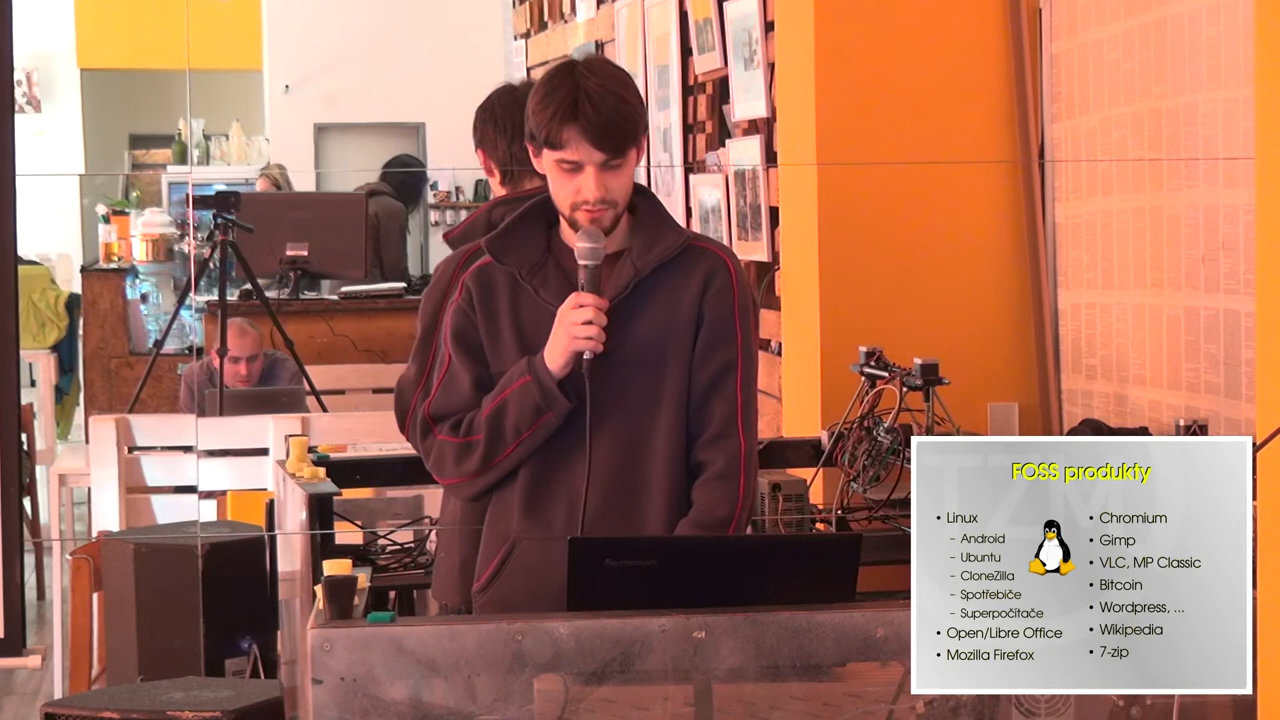 FOSS produkty
• Linux
– Android
– Ubuntu
– CloneZilla
– Spotřebiče
– Superpočítače
• Open/Libre Office
• Mozilla Firefox
• Chromium
• Gimp
• VLC, MP Classic
• Bitcoin
• Wordpress, ...
• Wikipedia
• 7-zip
lenovo